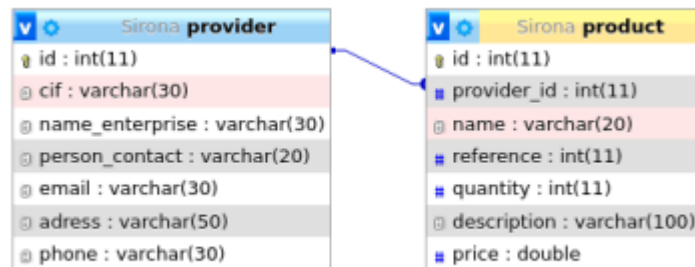 v Sirona provider
id : int(11)
cif : varchar(30)
name_enterprise : varchar(30)
person_contact : varchar(20)
email : varchar(30)
adress : varchar(50)
phone : varchar(30)
v Sirona product
id : int(11)
# provider_id : int(11)
name : varchar(20)
# reference : int(11)
# quantity : int(11)
description : varchar(100)
# price : double